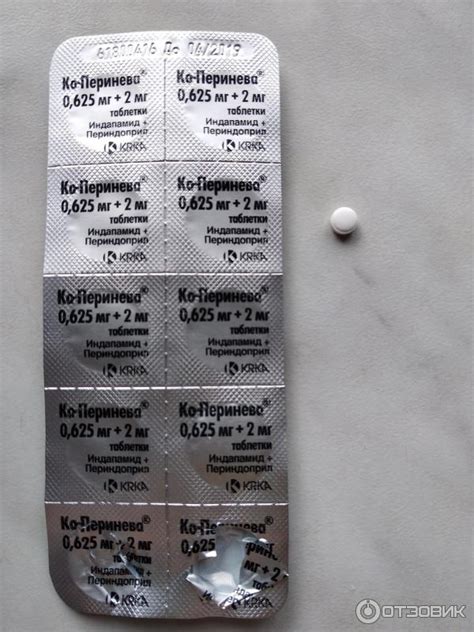 61800416 До 04/2019
Ко-Перинева®
0,625 мг + 2 мг
таблетки
Индапамид +
Периндоприл
KRKA
Ко-Перинева®
0,625 мг + 2 мг
таблетки
Индапамид +
Периндоприл
KRKA
Ко-Перинева®
0,625 мг + 2 мг
таблетки
Индапамид +
Периндоприл
KRKA
Ко-Перинева®
0,625 мг + 2 мг
таблетки
Индапамид +
Периндоприл
KRKA
Ко-Перинева®
0,625 мг + 2 мг
таблетки
Индапамид +
Периндоприл
KRKA
Ко-Перинева®
0,625 мг + 2 мг
таблетки
Индапамид +
Периндоприл
KRKA
Ко-Перинева®
0,625 мг + 2 мг
таблетки
Индапамид +
Периндоприл
KRKA
Ко-Перинева®
0,625 мг + 2 мг
таблетки
Индапамид +
Периндоприл
KRKA
Ко-Перинева®
0,625 мг + 2 мг
таблетки
Индапамид +
Периндоприл
KRKA
Ко-Перинева®
0,625
мг + 2
KRKA
ОТЗОВИК